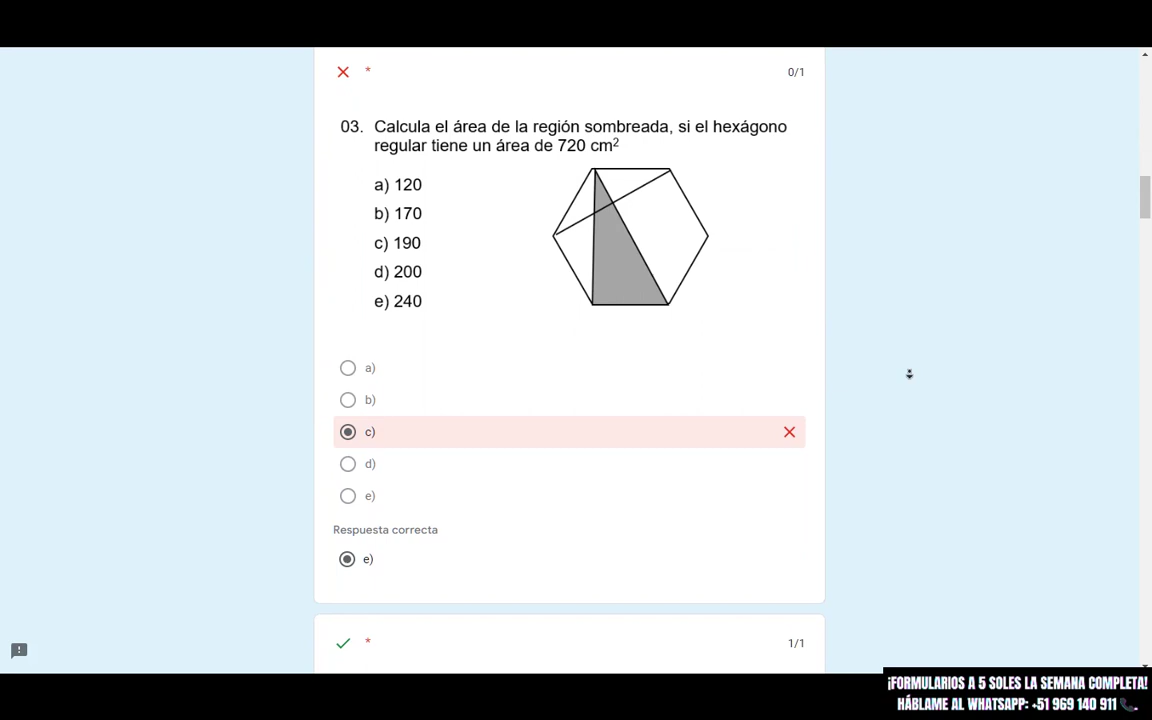 * 0/1
03. Calcula el área de la región sombreada, si el hexágono
regular tiene un área de 720 cm²
a) 120
b) 170
c) 190
d) 200
e) 240
a)
b)
c)
d)
e)
Respuesta correcta
e)
* 1/1
¡FORMULARIOS A 5 SOLES LA SEMANA COMPLETA!
HÁBLAME AL WHATSAPP: +51 969 140 911 📞.